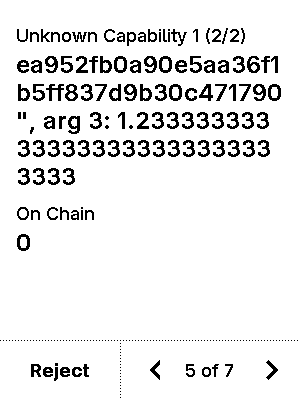 Unknown Capability 1 (2/2)
ea952fb0a90e5aa36f1
b5ff837d9b30c471790
", arg 3: 1.233333333
3333333333333333333
3333
On Chain
0
Reject
5 of 7